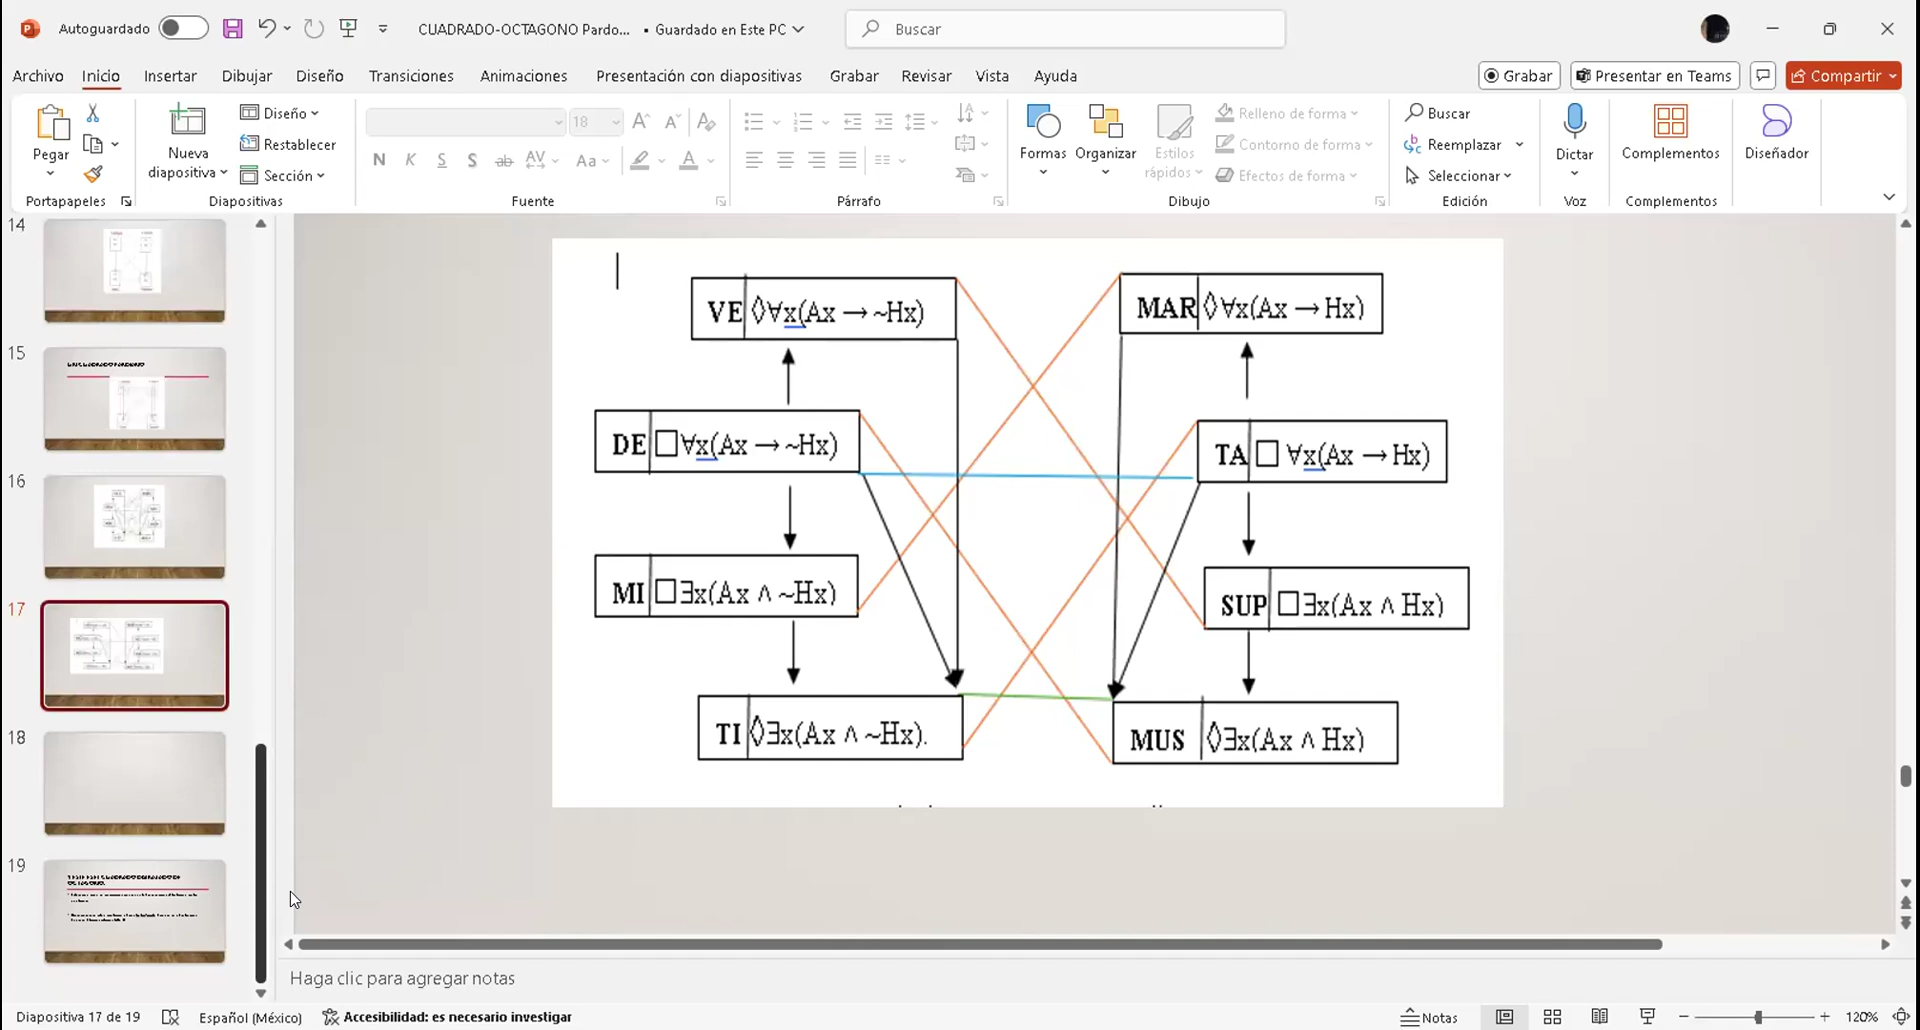 Autoguardado
CUADRADO-OCTAGONO Pardo... • Guardado en Este PC
Buscar
Archivo Inicio Insertar Dibujar Diseño Transiciones Animaciones Presentación con diapositivas Grabar Revisar Vista Ayuda
Grabar Presentar en Teams Compartir
Pegar
Nueva diapositiva
Diseño
Restablecer
Sección
18
N K S S ab AV Aa A
Formas Organizar Estilos rápidos
Relleno de forma
Contorno de forma
Efectos de forma
Buscar
Reemplazar
Seleccionar
Dictar
Complementos
Diseñador
Portapapeles Diapositivas Fuente Párrafo Dibujo Edición Voz Complementos
14
15
16
17
18
19
VE ◊∀x(Ax → ~Hx)
MAR ◊∀x(Ax → Hx)
DE □∀x(Ax → ~Hx)
TA □ ∀x(Ax → Hx)
MI □∃x(Ax ∧ ~Hx)
SUP □∃x(Ax ∧ Hx)
TI ◊∃x(Ax ∧ ~Hx).
MUS ◊∃x(Ax ∧ Hx)
Haga clic para agregar notas
Diapositiva 17 de 19 Español (México) Accesibilidad: es necesario investigar Notas 120%